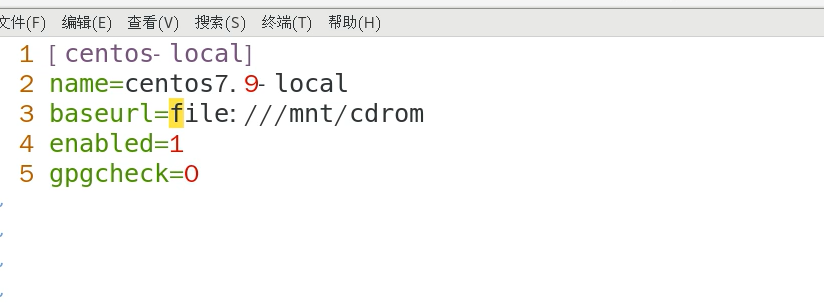 文件(F) 编辑(E) 查看(V) 搜索(S) 终端(T) 帮助(H)
1 [centos-local]
2 name=centos7.9-local
3 baseurl=file:///mnt/cdrom
4 enabled=1
5 gpgcheck=0
~
~
~
~